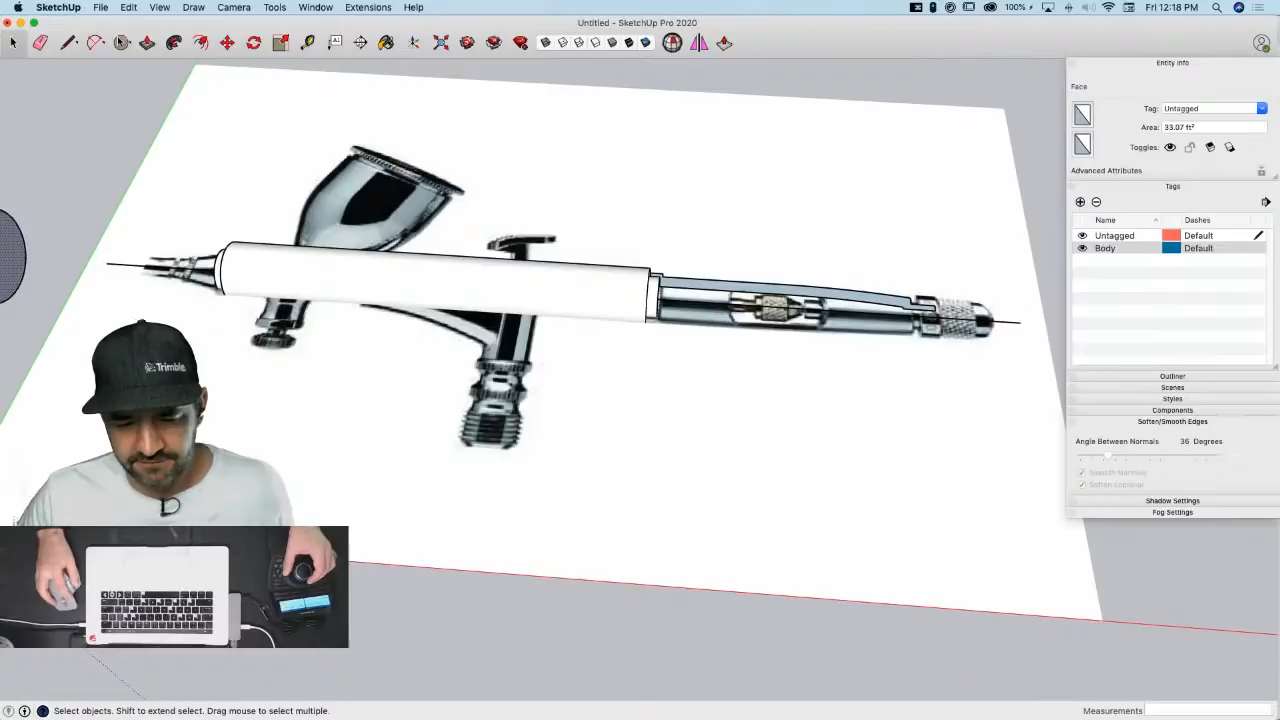 SketchUp File Edit View Draw Camera Tools Window Extensions Help 100% Fri 12:18 PM
Untitled - SketchUp Pro 2020
Entity Info
Face
Tag: Untagged
Area: 33.07 ft²
Toggles:
Advanced Attributes
Tags
Name Dashes
Untagged Default
Body Default
Outliner
Scenes
Styles
Components
Soften/Smooth Edges
Angle Between Normals 36 Degrees
Smooth Normals
Soften coplanar
Shadow Settings
Fog Settings
Trimble
Select objects. Shift to extend select. Drag mouse to select multiple. Measurements